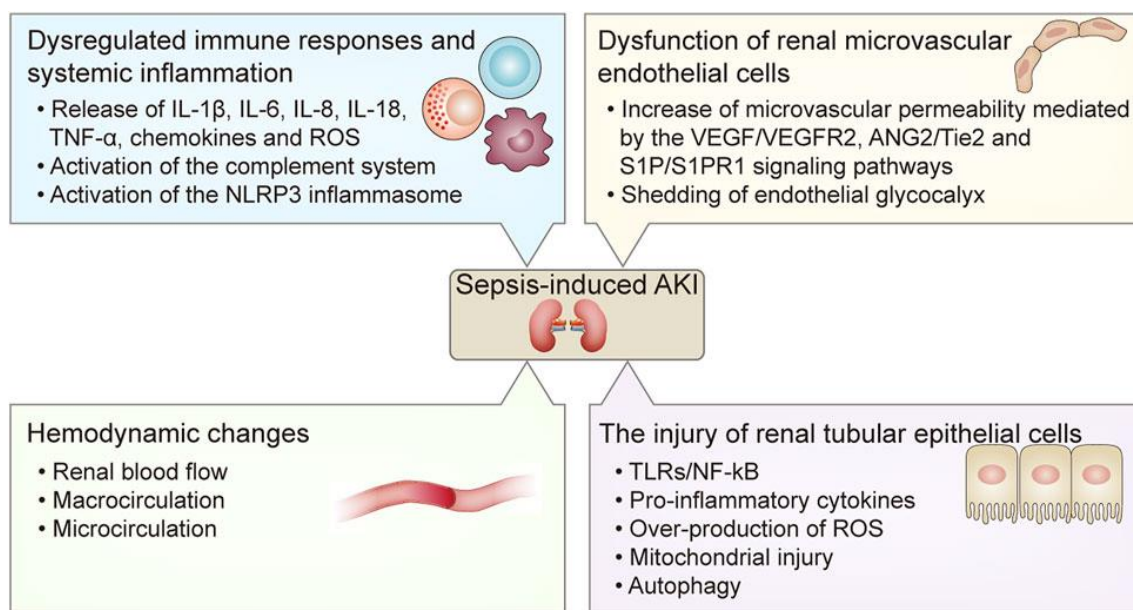 Dysregulated immune responses and
systemic inflammation
• Release of IL-1β, IL-6, IL-8, IL-18,
TNF-α, chemokines and ROS
• Activation of the complement system
• Activation of the NLRP3 inflammasome
Dysfunction of renal microvascular
endothelial cells
• Increase of microvascular permeability mediated
by the VEGF/VEGFR2, ANG2/Tie2 and
S1P/S1PR1 signaling pathways
• Shedding of endothelial glycocalyx
Sepsis-induced AKI
Hemodynamic changes
• Renal blood flow
• Macrocirculation
• Microcirculation
The injury of renal tubular epithelial cells
• TLRs/NF-kB
• Pro-inflammatory cytokines
• Over-production of ROS
• Mitochondrial injury
• Autophagy